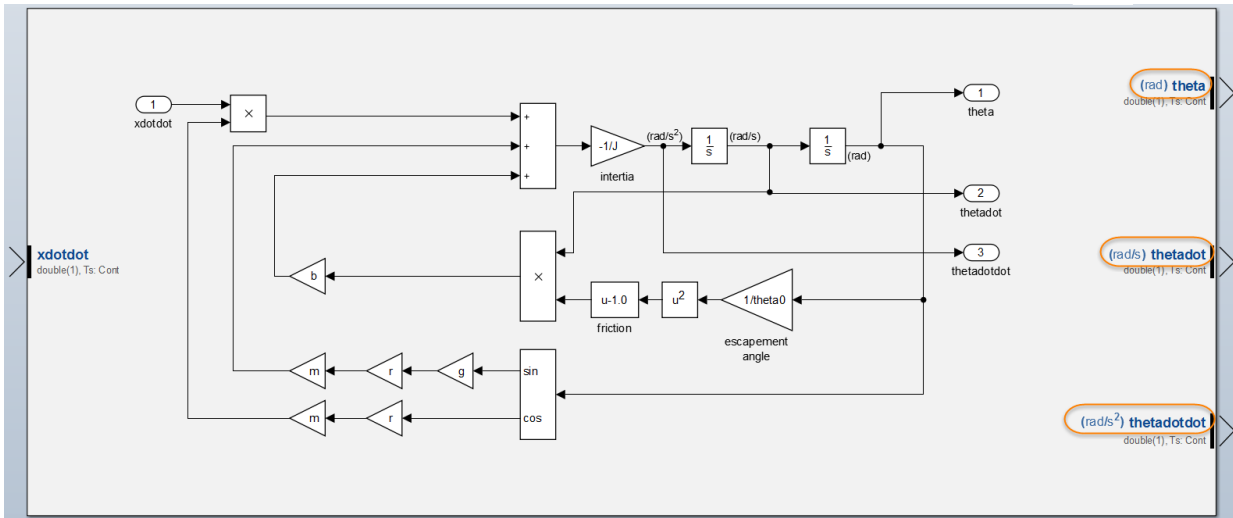 1
xdotdot
×
+
+
+
-1/J
intertia
(rad/s²)
1
s
(rad/s)
1
s
(rad)
1
theta
2
thetadot
3
thetadotdot
(rad) theta
double(1), Ts: Cont
xdotdot
double(1), Ts: Cont
(rad/s) thetadot
double(1), Ts: Cont
b
×
u-1.0
friction
u²
1/theta0
escapement
angle
m
r
g
sin
m
r
cos
(rad/s²) thetadotdot
double(1), Ts: Cont